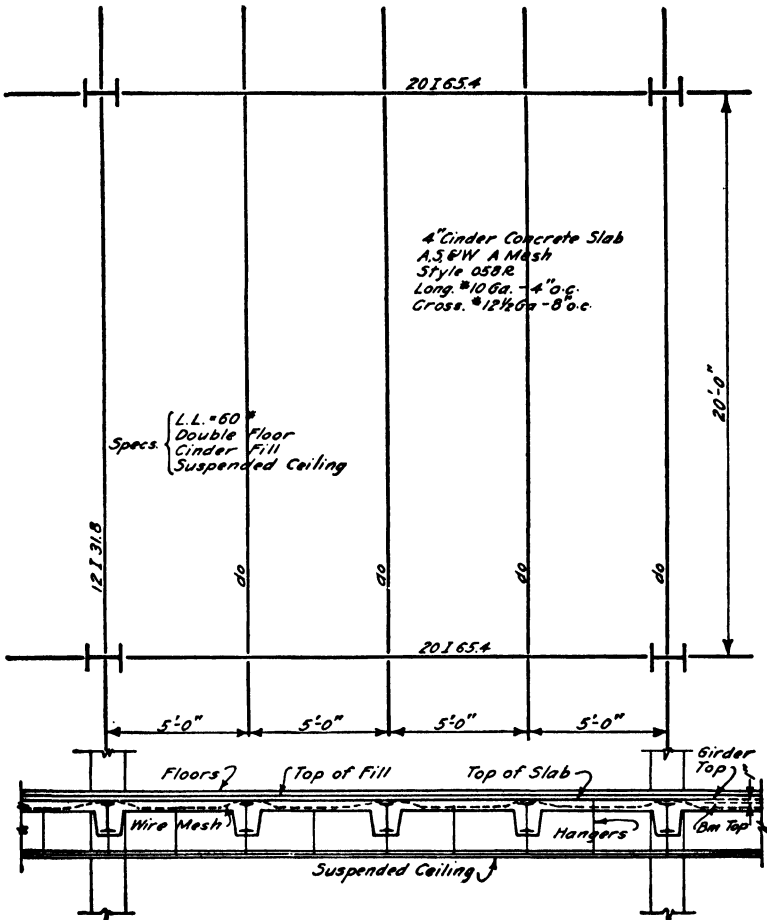 20 I 65.4
4" Cinder Concrete Slab
A.S.&W A Mesh
Style 058R
Long. #10 Ga. - 4" o.c.
Cross. #12½ Ga - 8" o.c.
20'-0"
Specs.
L.L. = 60 #
Double Floor
Cinder Fill
Suspended Ceiling
12 I 31.8
do
do
do
do
20 I 65.4
5'-0"
5'-0"
5'-0"
5'-0"
Floors
Top of Fill
Top of Slab
Girder
Top
Wire Mesh
Hangers
Bm Top
Suspended Ceiling